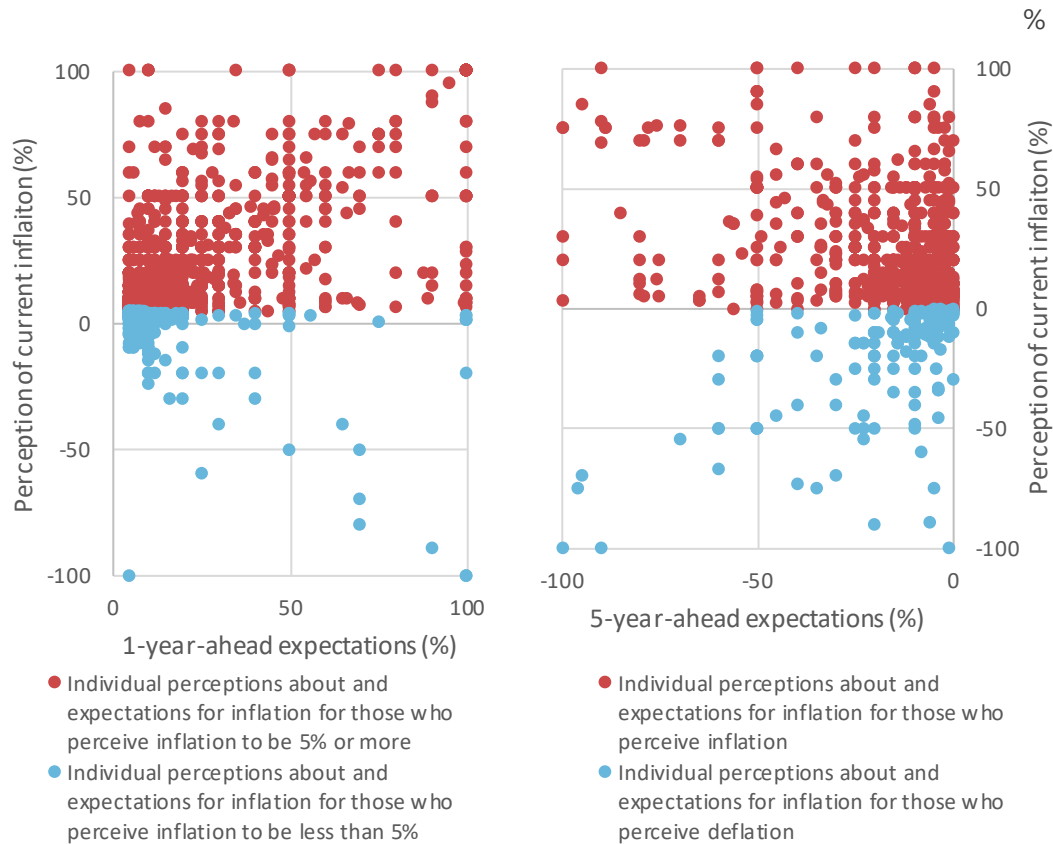 %
100
50
0
-50
-100
Perception of current inflaiton (%)
0
50
100
1-year-ahead expectations (%)
100
50
0
-50
-100
Perception of current inflaiton (%)
-100
-50
0
5-year-ahead expectations (%)
Individual perceptions about and
expectations for inflation for those who
perceive inflation to be 5% or more
Individual perceptions about and
expectations for inflation for those who
perceive inflation to be less than 5%
Individual perceptions about and
expectations for inflation for those who
perceive inflation
Individual perceptions about and
expectations for inflation for those who
perceive deflation